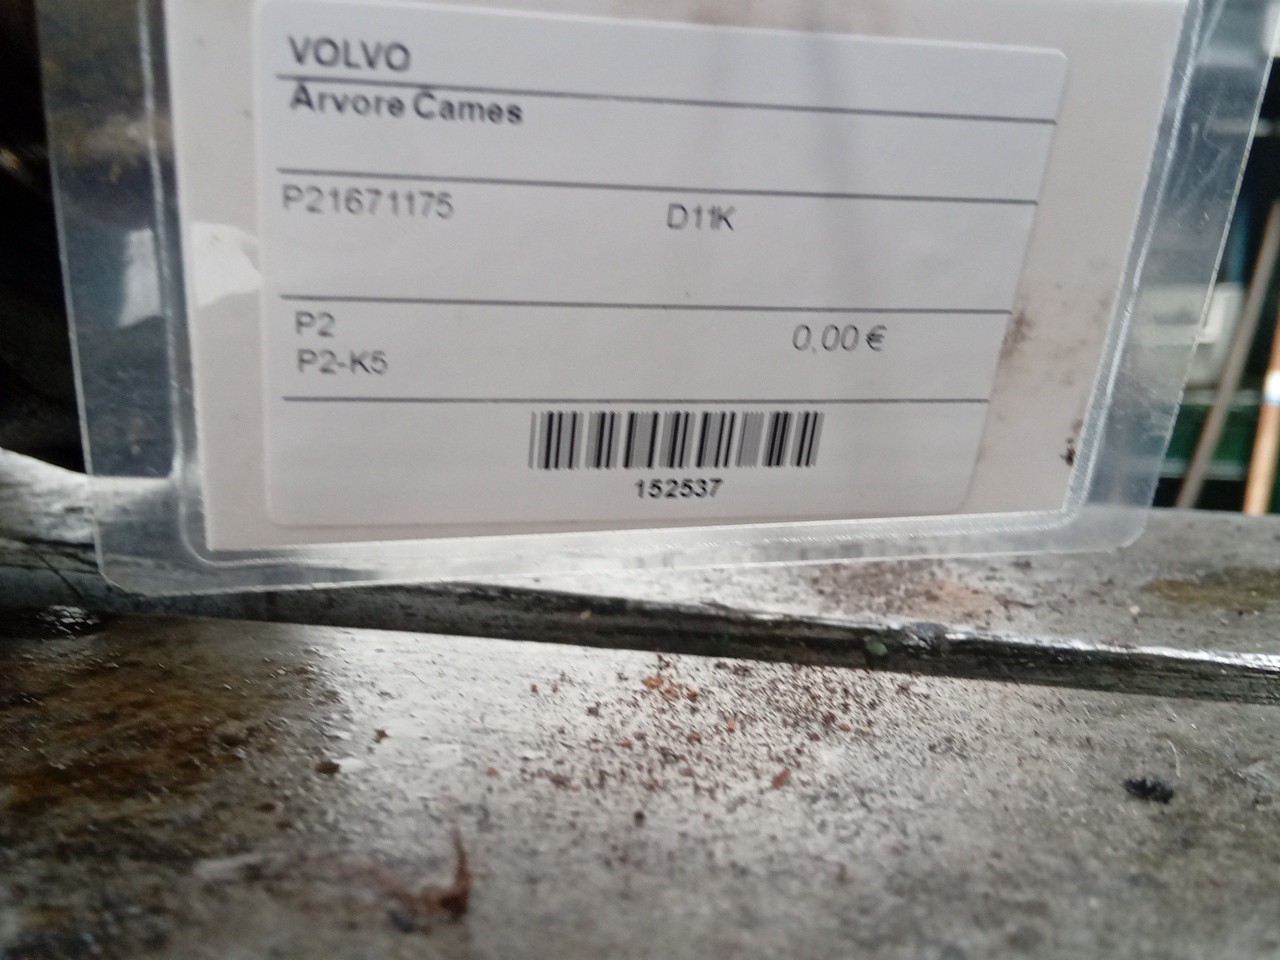 VOLVO
Árvore Cames
P21671175 D11K
P2 0,00 €
P2-K5
152537